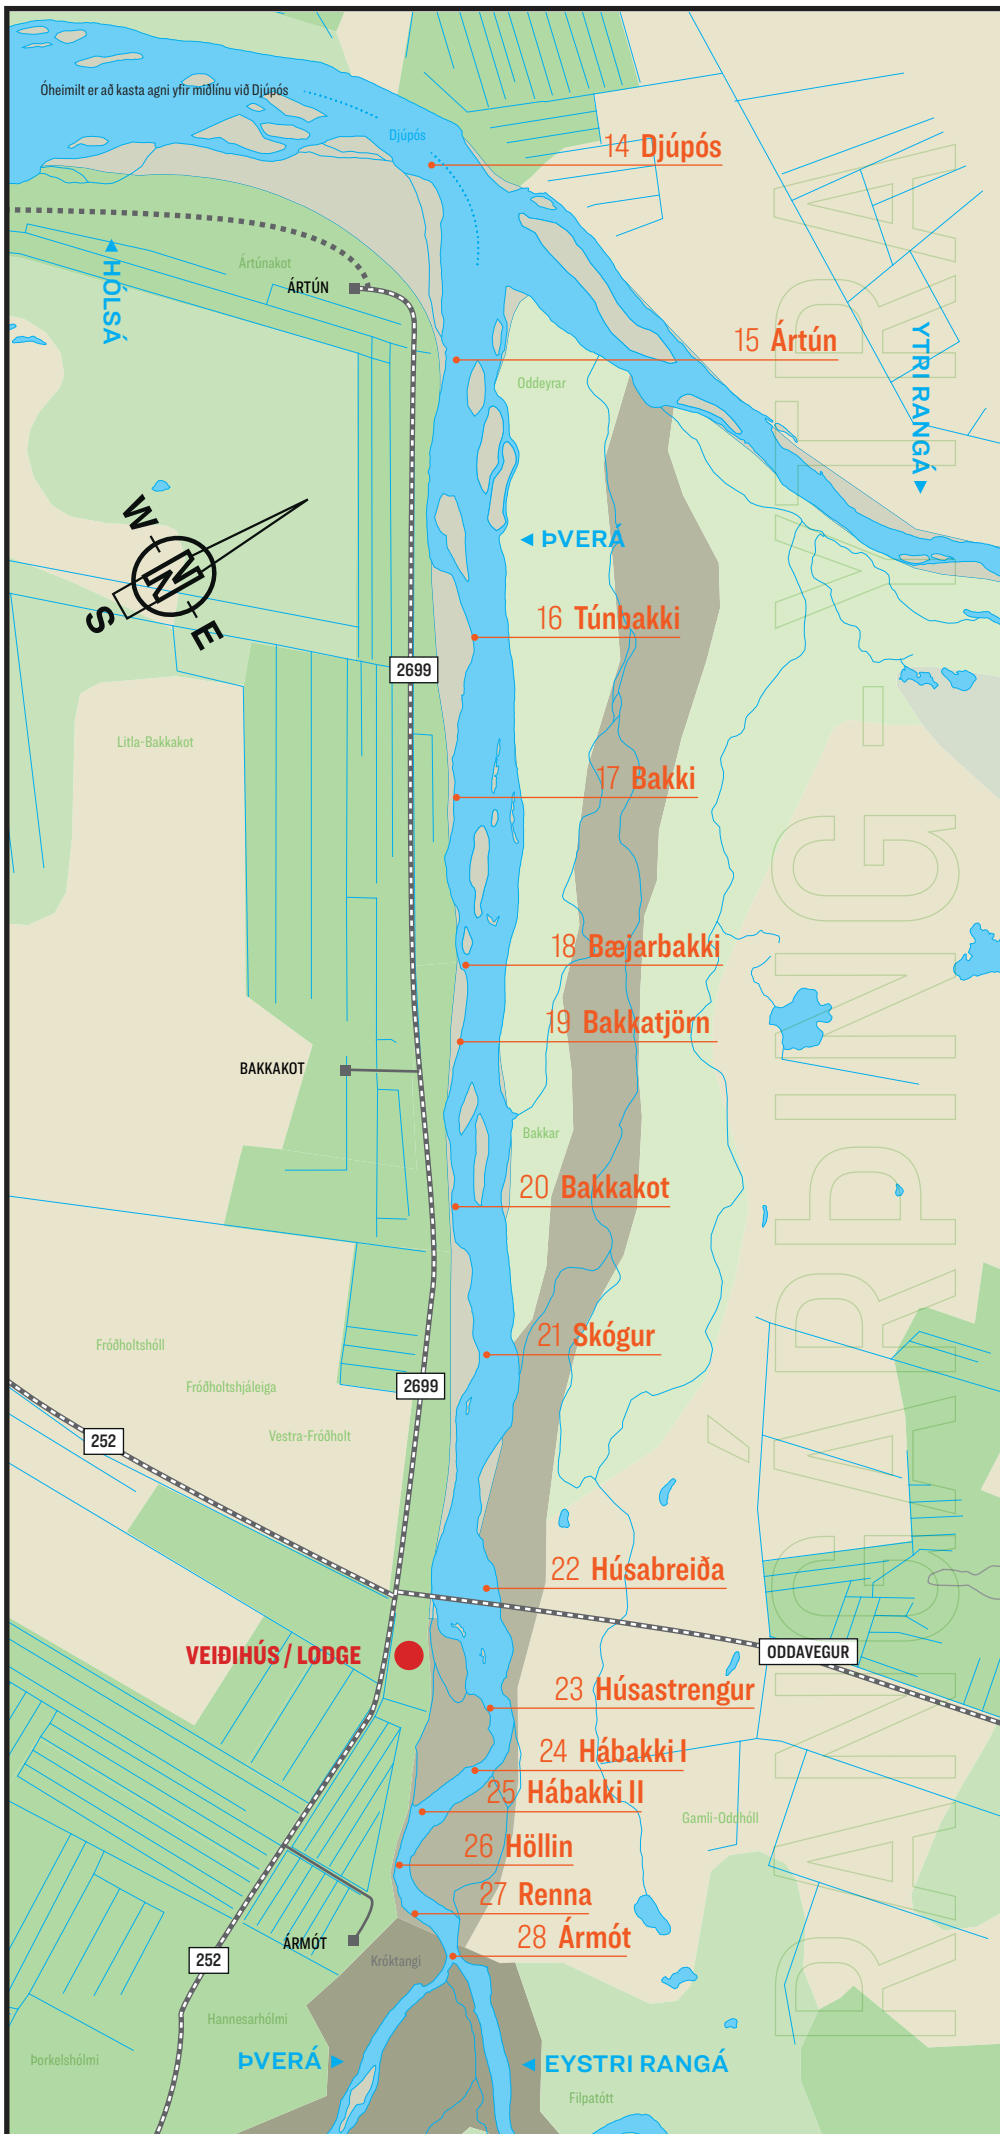 Óheimilt er að kasta agni yfir miðlínu við Djúpós
Djúpós
14 Djúpós
HÓLSÁ
Ártúnakot
ÁRTÚN
15 Ártún
YTRI RANGÁ
Oddeyrar
W
N
S
E
ÞVERÁ
16 Túnbakki
2699
Litla-Bakkakot
17 Bakki
18 Bæjarbakki
19 Bakkatjörn
BAKKAKOT
Bakkar
20 Bakkakot
21 Skógur
Fróðholtshóll
Fróðholtshjáleiga
2699
Vestra-Fróðholt
252
22 Húsabreiða
VEIÐIHÚS / LODGE
ODDAVEGUR
23 Húsastrengur
24 Hábakki I
25 Hábakki II
Gamli-Oddhóll
26 Höllin
27 Renna
28 Ármót
ÁRMÓT
Króktangi
252
Hannesarhólmi
Þorkelshólmi
ÞVERÁ
EYSTRI RANGÁ
Filpatótt
RANGÁRÞING - YTRA